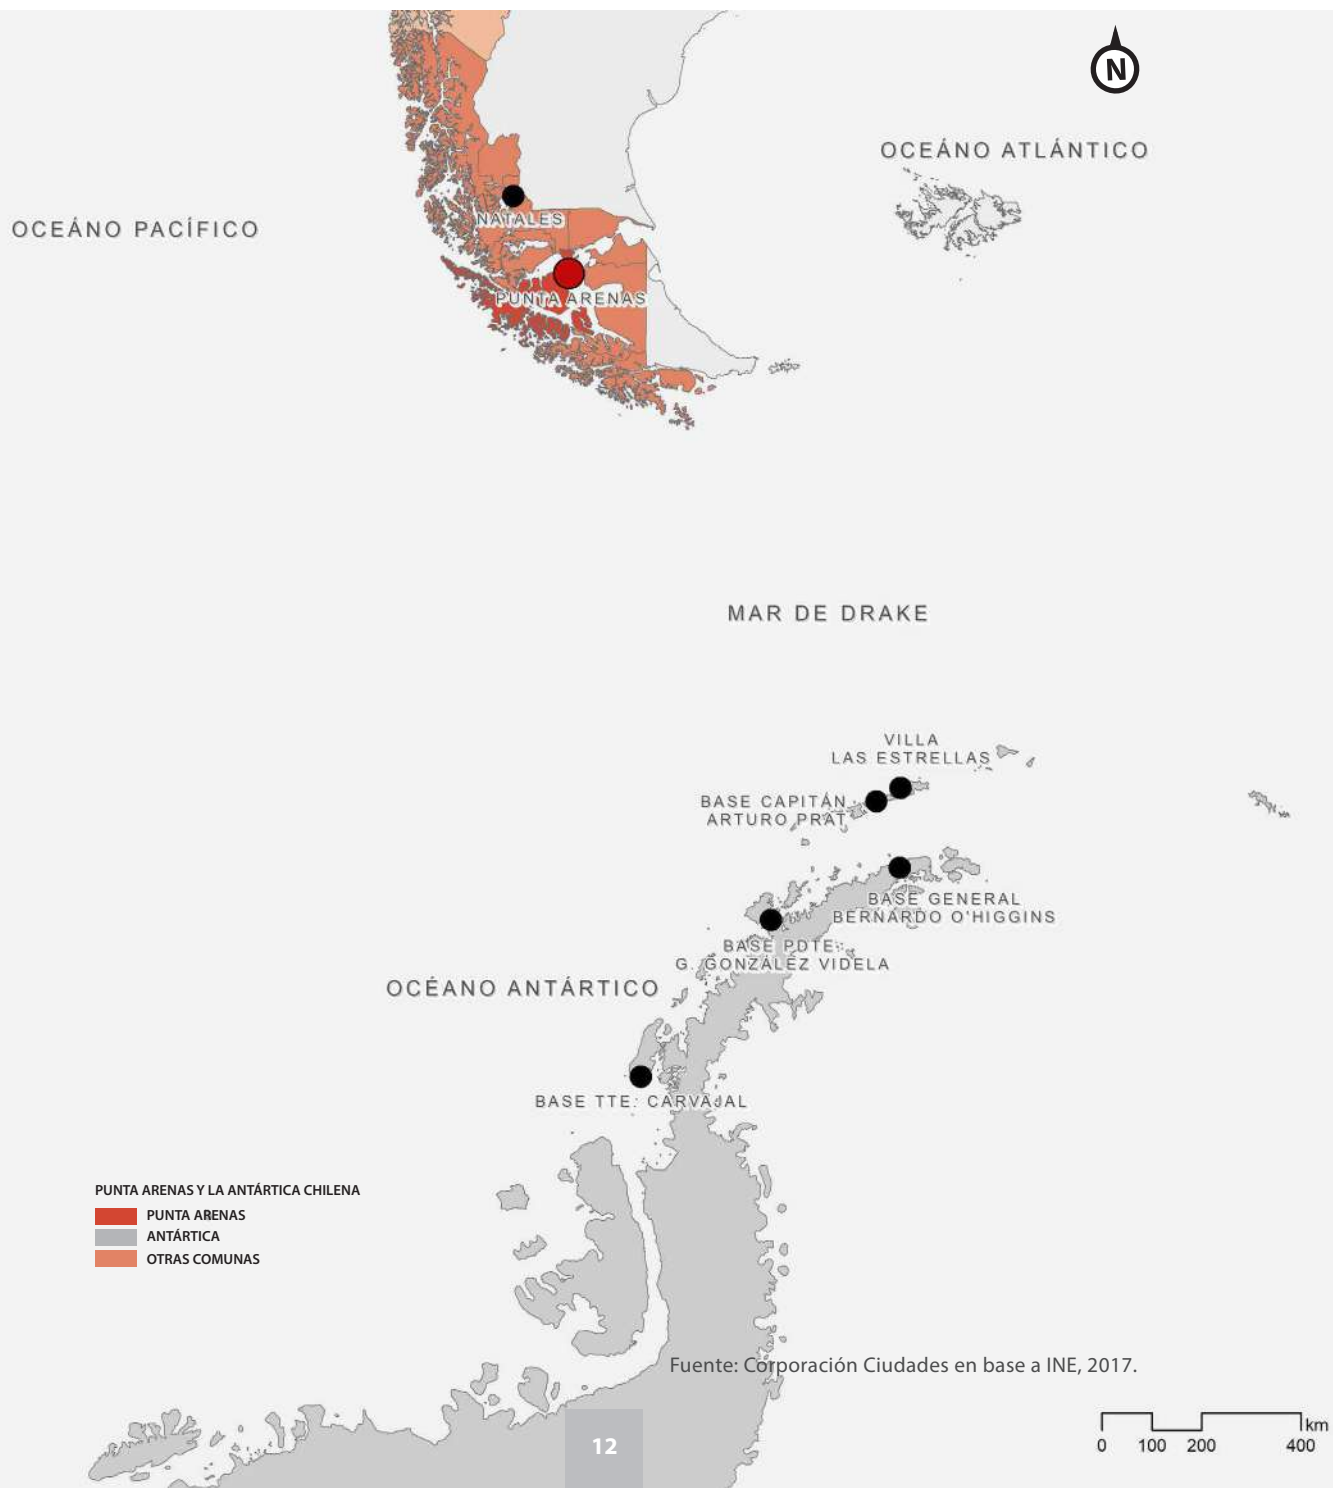 N
OCEÁNO ATLÁNTICO
OCEÁNO PACÍFICO
NATALES
PUNTA ARENAS
MAR DE DRAKE
VILLA
LAS ESTRELLAS
BASE CAPITÁN
ARTURO PRAT
BASE GENERAL
BERNARDO O'HIGGINS
BASE PDTE.
G. GONZÁLEZ VIDELA
OCÉANO ANTÁRTICO
BASE TTE. CARVAJAL
PUNTA ARENAS Y LA ANTÁRTICA CHILENA
PUNTA ARENAS
ANTÁRTICA
OTRAS COMUNAS
Fuente: Corporación Ciudades en base a INE, 2017.
km
0 100 200 400
12